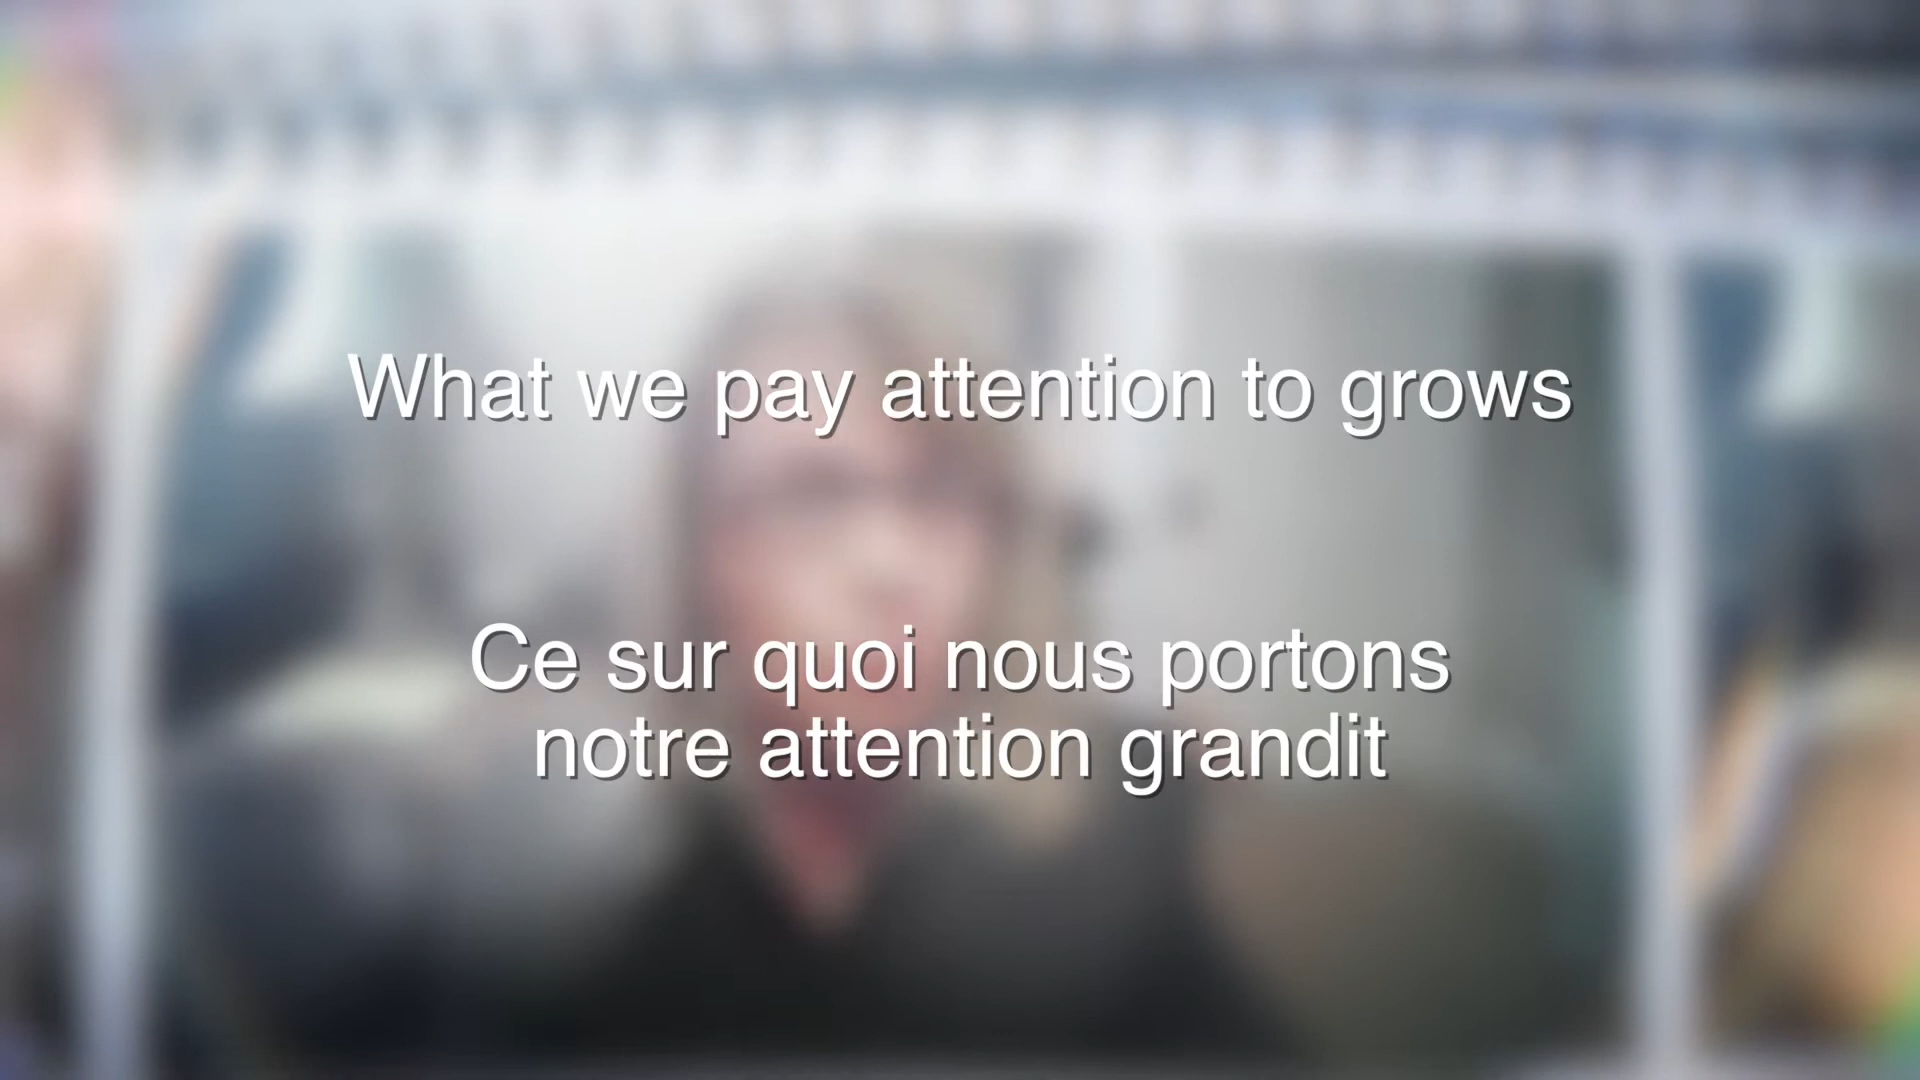 What we pay attention to grows
Ce sur quoi nous portons
notre attention grandit